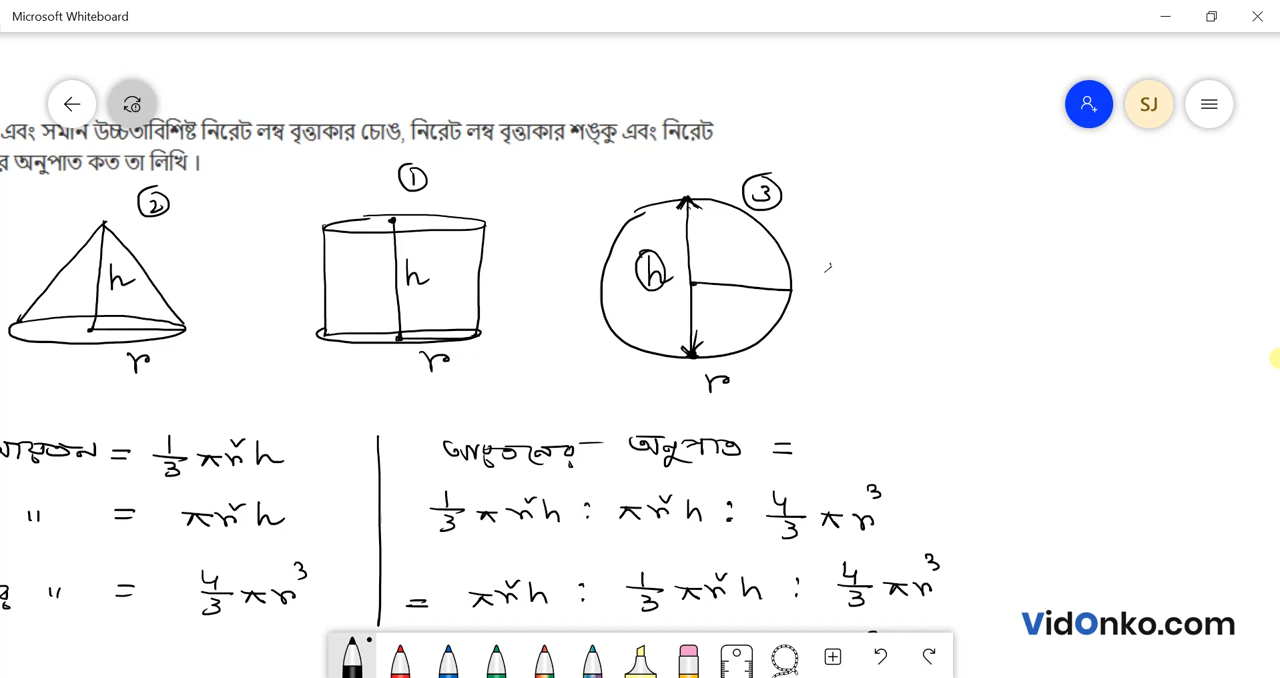 Microsoft Whiteboard
SJ
এবং সমান উচ্চতাবিশিষ্ট নিরেট লম্ব বৃত্তাকার চোঙ, নিরেট লম্ব বৃত্তাকার শঙ্কু এবং নিরেট
র অনুপাত কত তা লিখি ।
② ① ③
h h h
r r r
য়তন = 1/3 πr²h
" = πr²h
" = 4/3 πr³
আয়তনের অনুপাত =
1/3 πr²h : πr²h : 4/3 πr³
= πr²h : 1/3 πr²h : 4/3 πr³
VidOnko.com